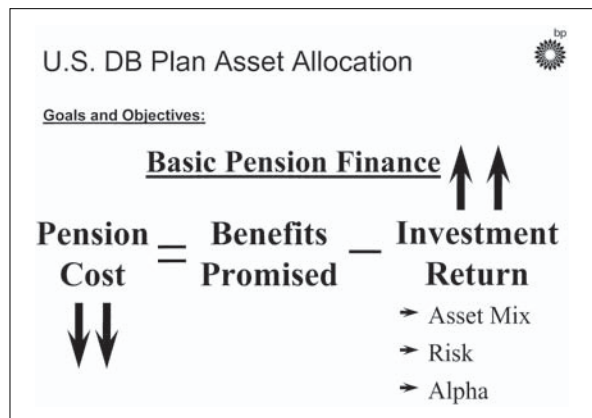 bp
U.S. DB Plan Asset Allocation
Goals and Objectives:
Basic Pension Finance
Pension Cost = Benefits Promised – Investment Return
Asset Mix
Risk
Alpha